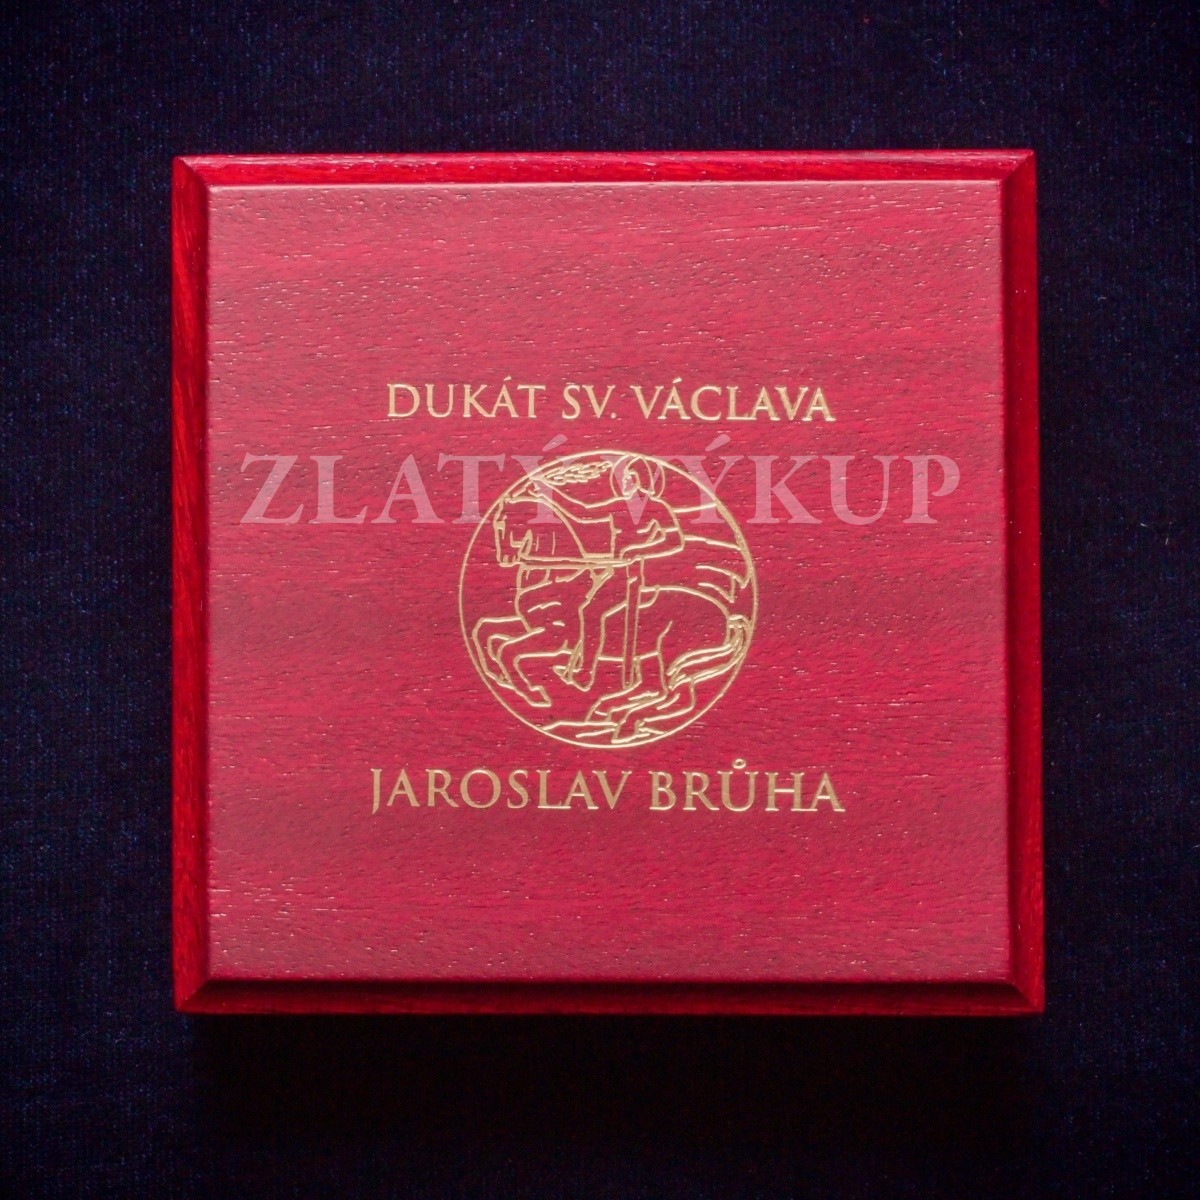 DUKÁT SV. VÁCLAVA
ZLATÝ VÝKUP
JAROSLAV BRŮHA